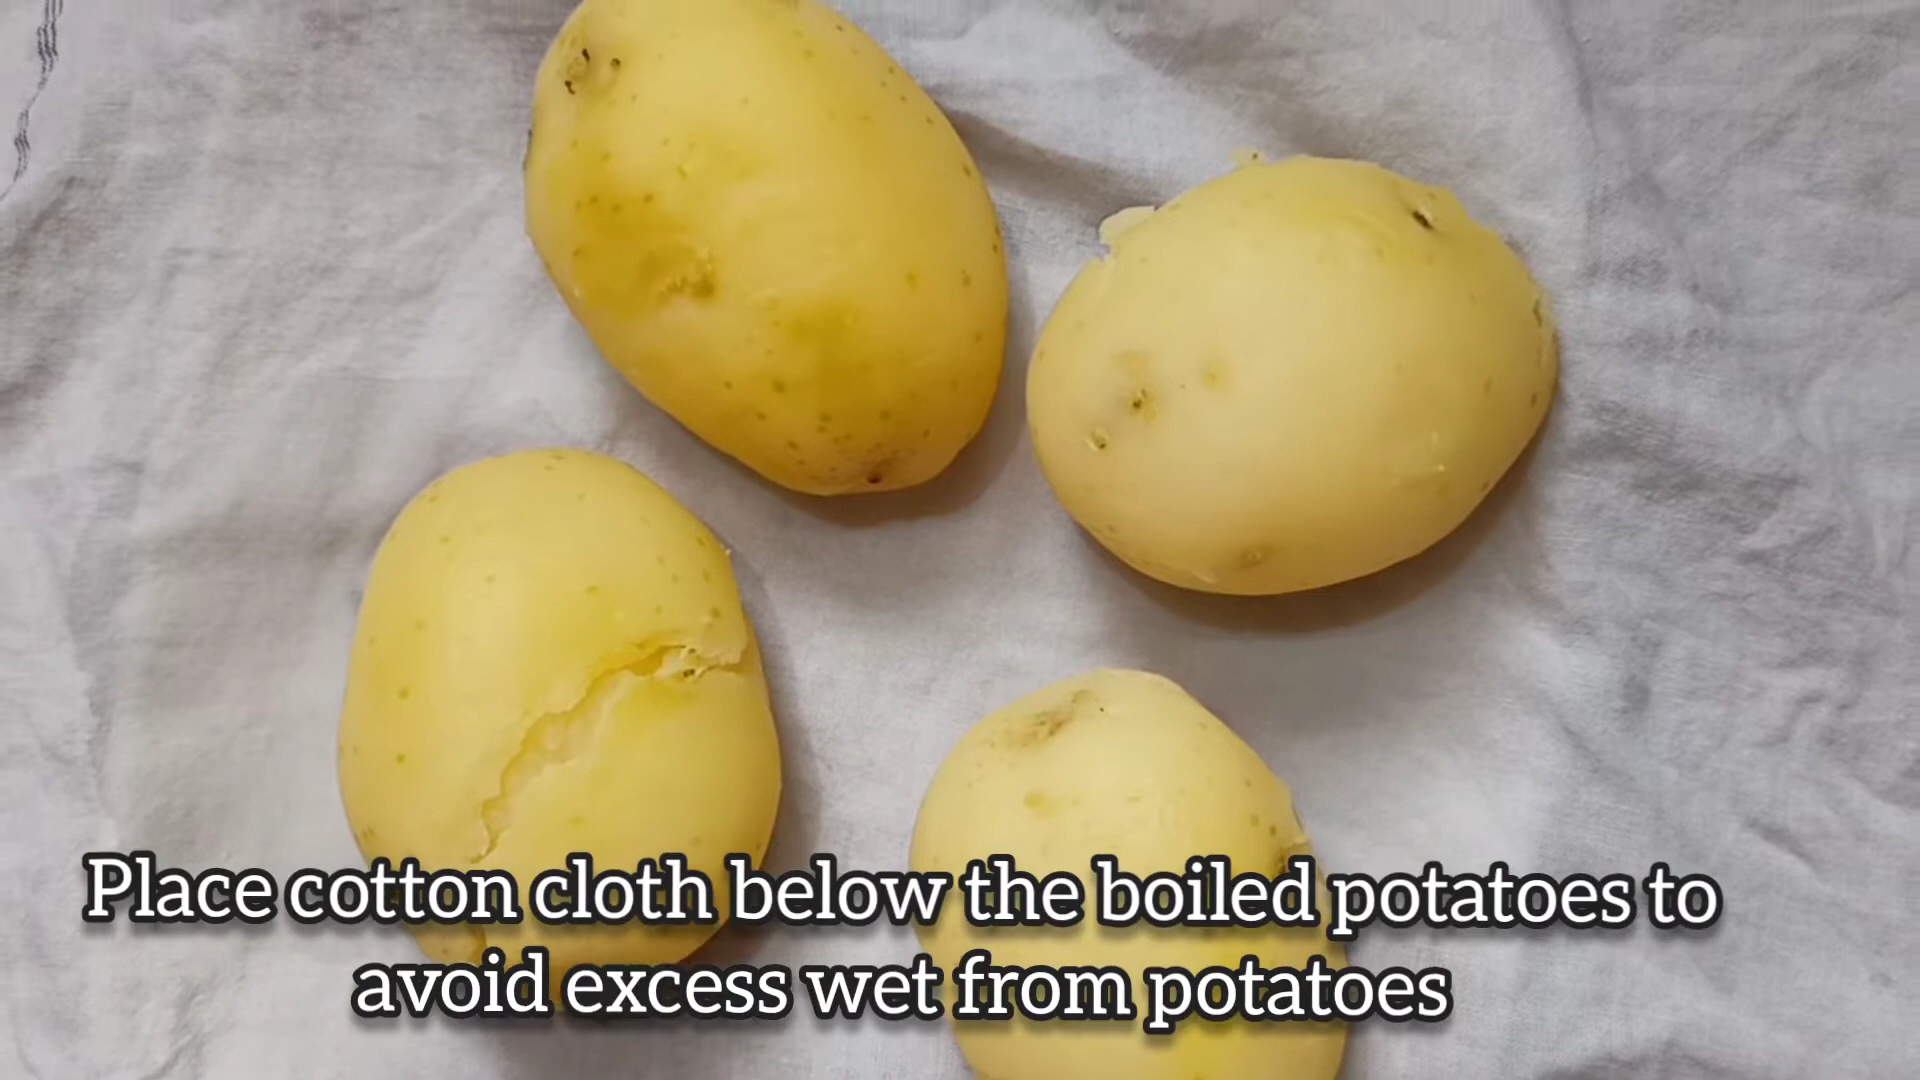 Place cotton cloth below the boiled potatoes to
avoid excess wet from potatoes